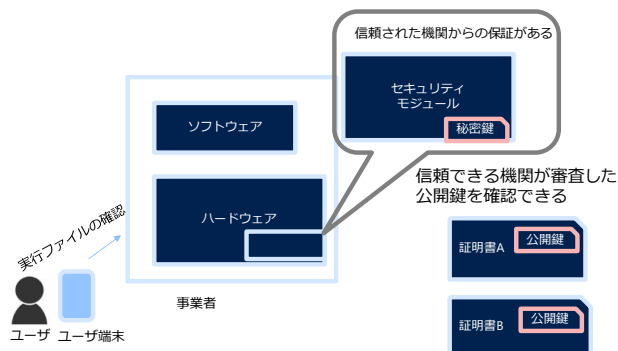 信頼された機関からの保証がある
セキュリティ
モジュール
秘密鍵
ソフトウェア
ハードウェア
信頼できる機関が審査した
公開鍵を確認できる
実行ファイルの確認
証明書A
公開鍵
事業者
証明書B
公開鍵
ユーザ
ユーザ端末